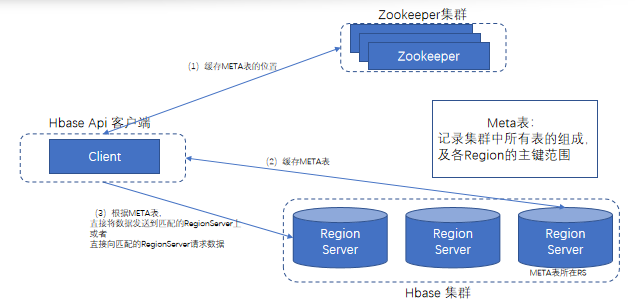 Zookeeper集群
Zookeeper
（1）缓存META表的位置
Hbase Api 客户端
Client
Meta表：
记录集群中所有表的组成，
及各Region的主键范围
（2）缓存META表
（3）根据META表，
直接将数据发送到匹配的RegionServer上
或者
直接向匹配的RegionServer请求数据
Region
Server
Region
Server
Region
Server
META表所在RS
Hbase 集群